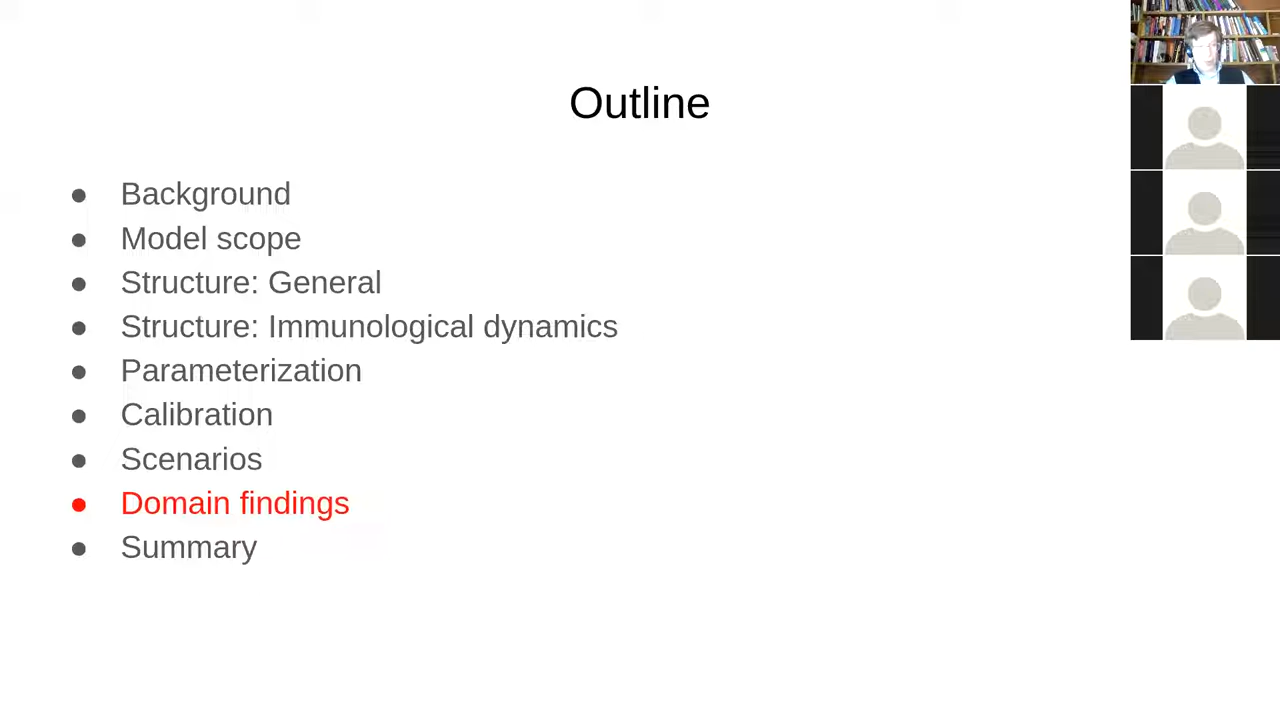 Outline
● Background
● Model scope
● Structure: General
● Structure: Immunological dynamics
● Parameterization
● Calibration
● Scenarios
● Domain findings
● Summary